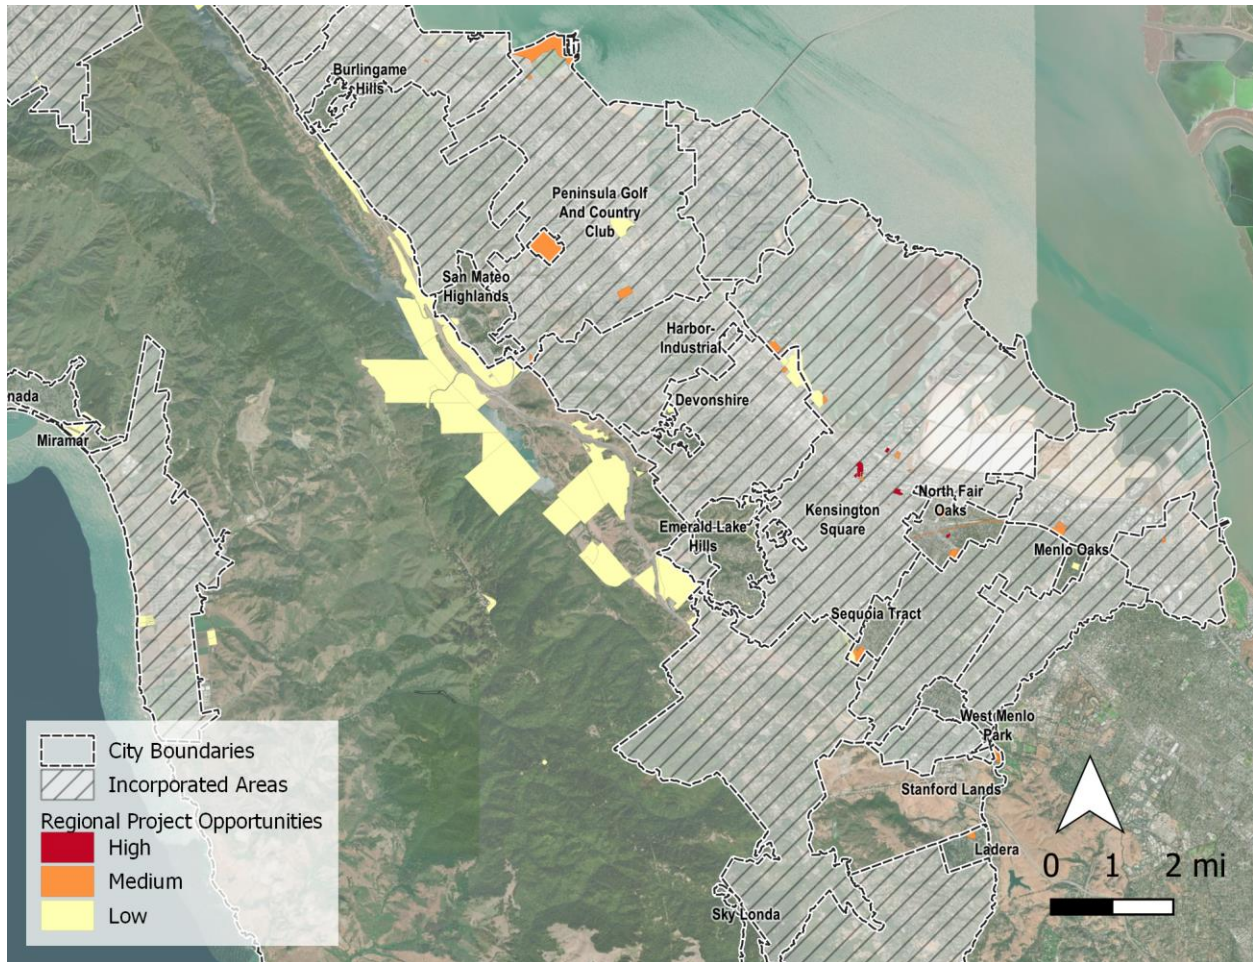 Burlingame
Hills
Peninsula Golf
And Country
Club
San Mateo
Highlands
Harbor-
Industrial
Devonshire
nada
Miramar
North Fair
Oaks
Kensington
Square
Emerald Lake
Hills
Menlo Oaks
Sequoia Tract
West Menlo
Park
Stanford Lands
Ladera
Sky Londa
City Boundaries
Incorporated Areas
Regional Project Opportunities
High
Medium
Low
0 1 2 mi